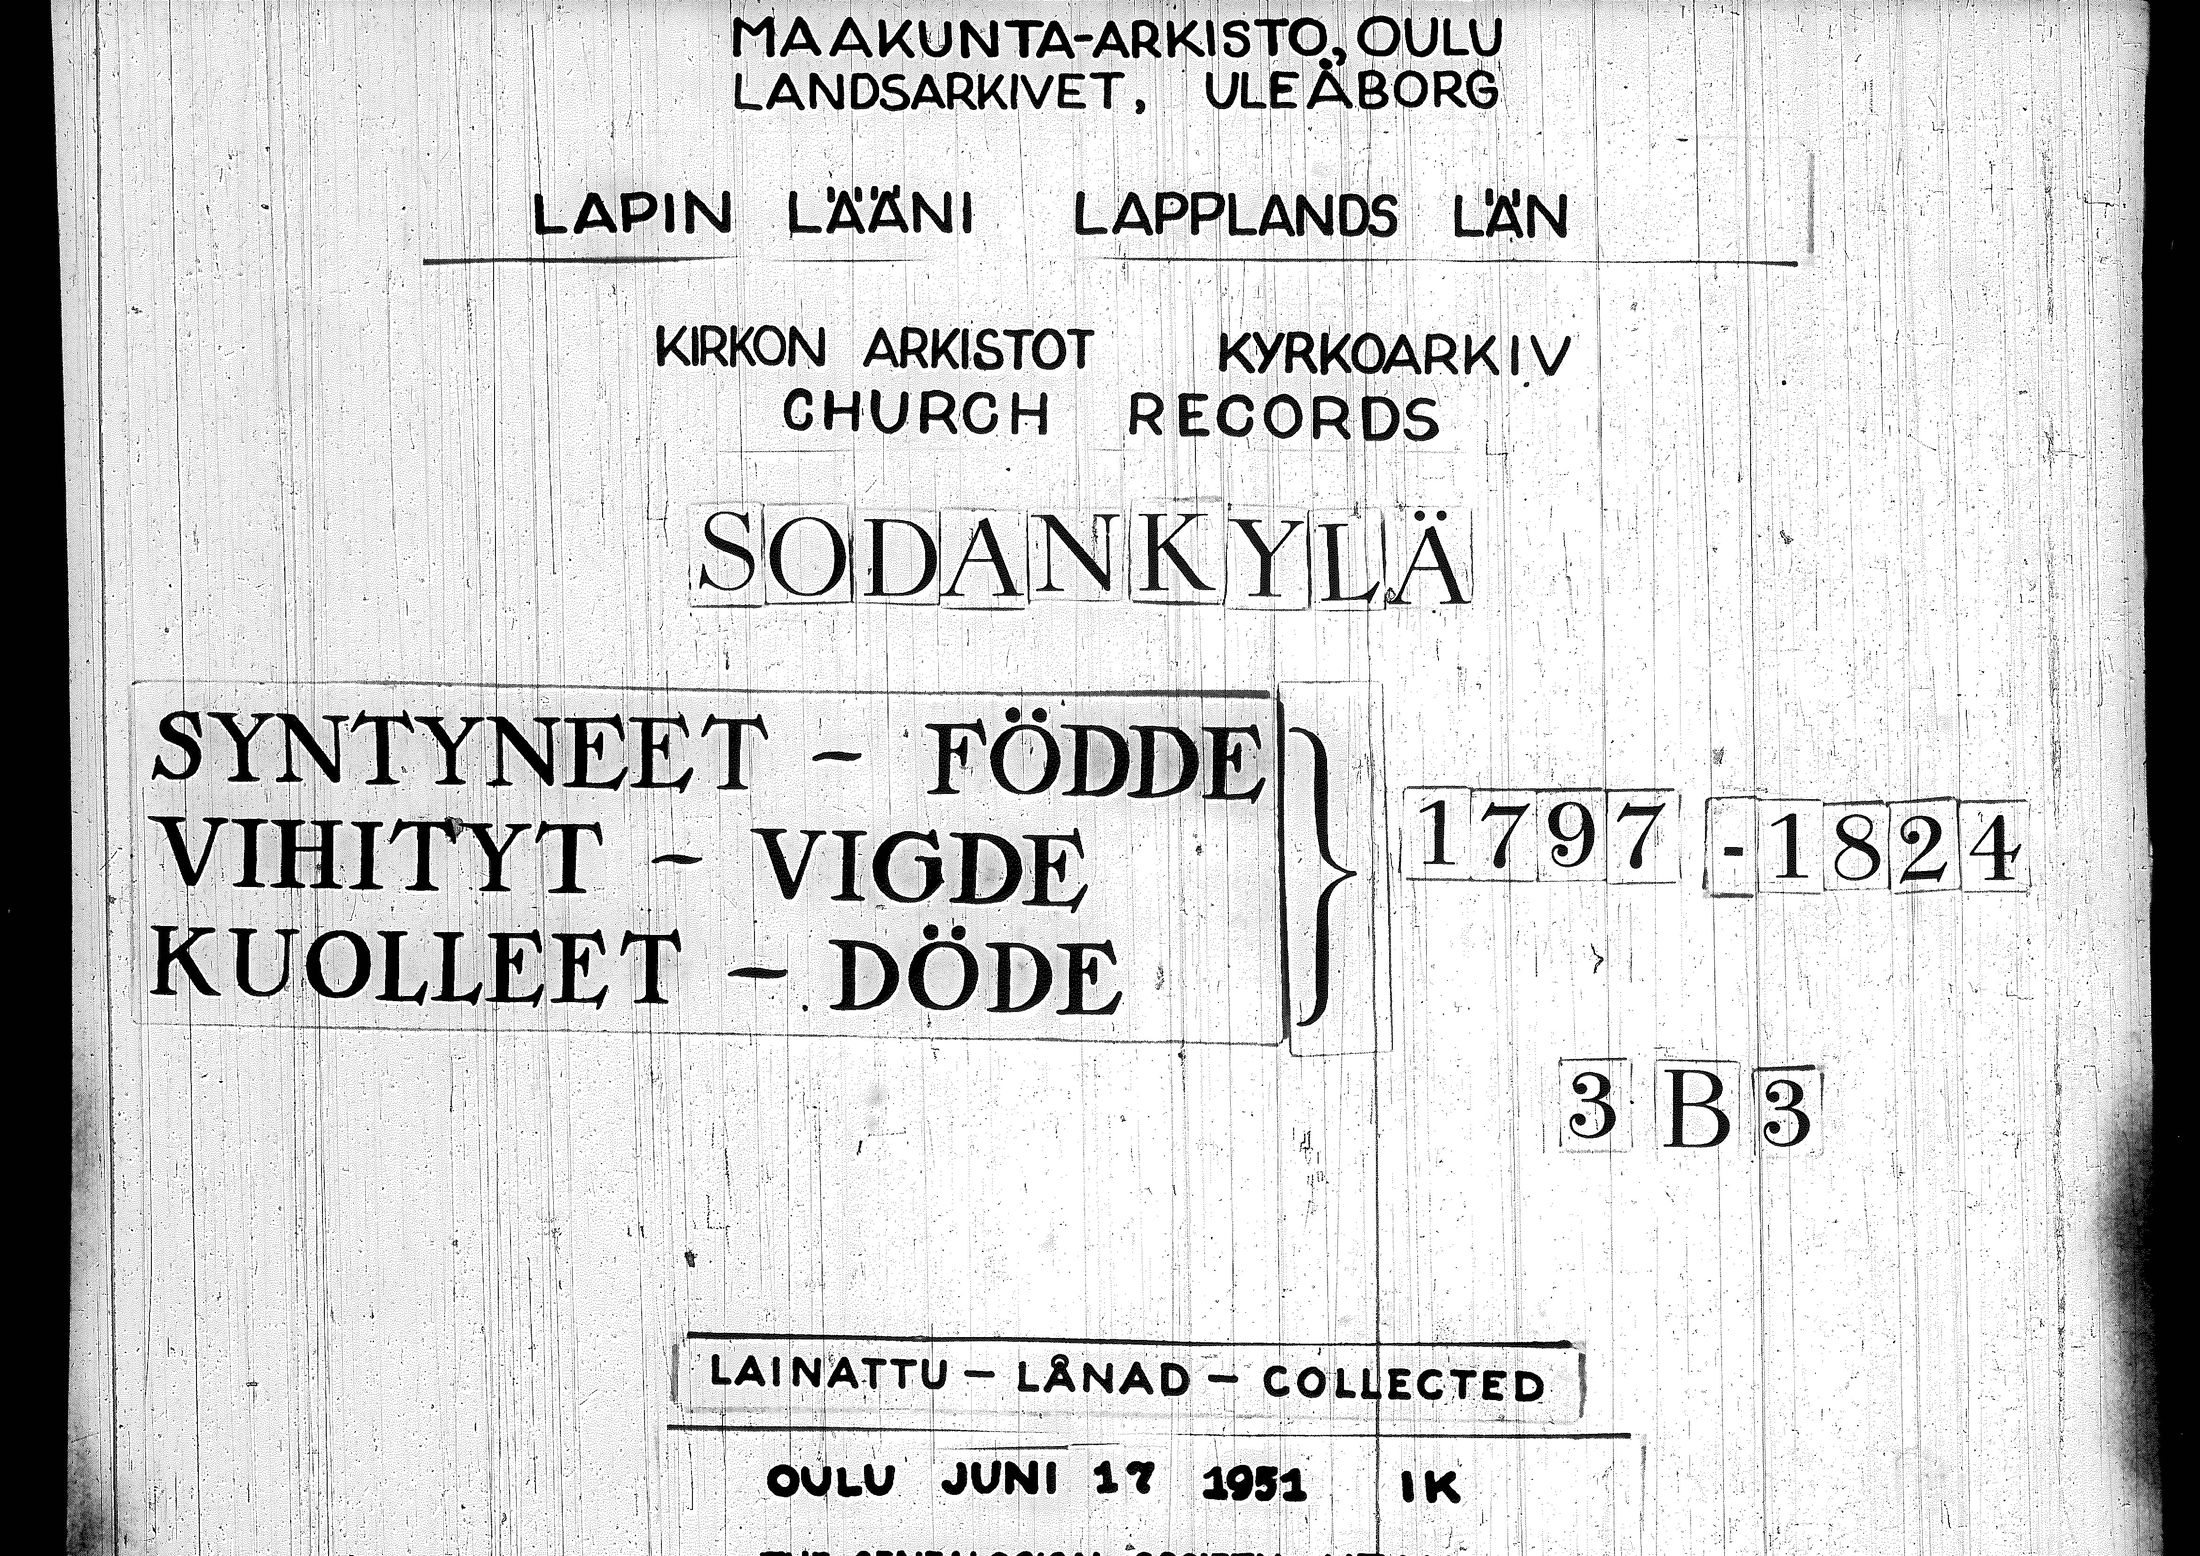 MAAKUNTA-ARKISTO, OULU
LANDSARKIVET, ULEÅBORG
LAPIN LÄÄNI LAPPLANDS LÄN
KIRKON ARKISTOT KYRKOARKIV
CHURCH RECORDS
SODANKYLÄ
SYNTYNEET - FÖDDE
VIHITYT - VIGDE
KUOLLEET - DÖDE
} 1797 - 1824
3 B 3
LAINATTU - LÅNAD - COLLECTED
OULU JUNI 17 1951 IK